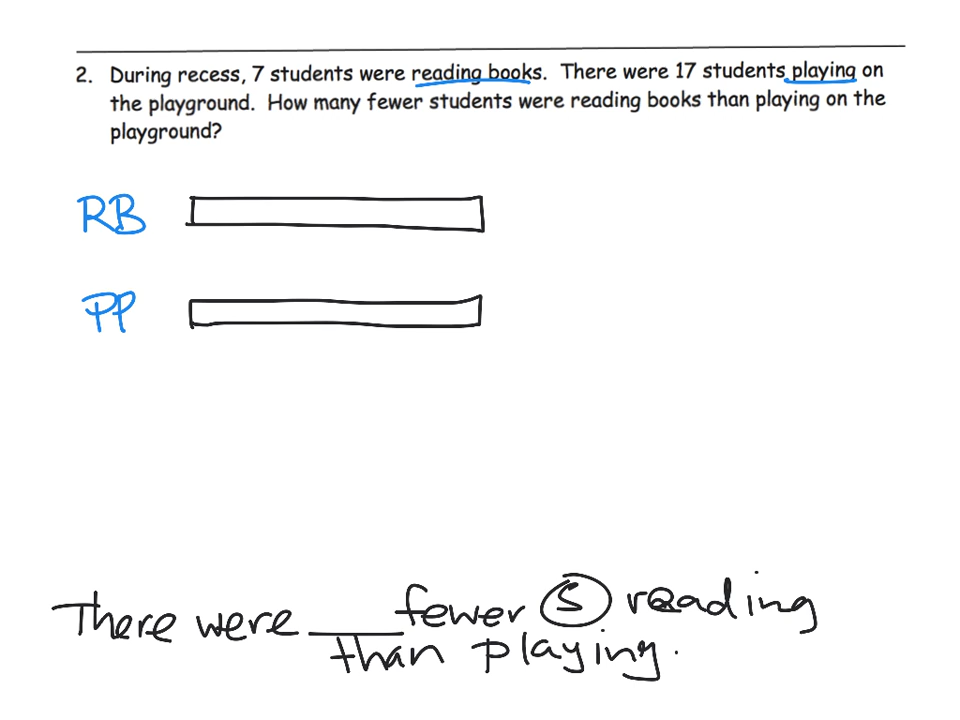 2. During recess, 7 students were reading books. There were 17 students playing on
the playground. How many fewer students were reading books than playing on the
playground?
RB
PP
There were ___ fewer S reading
than playing.